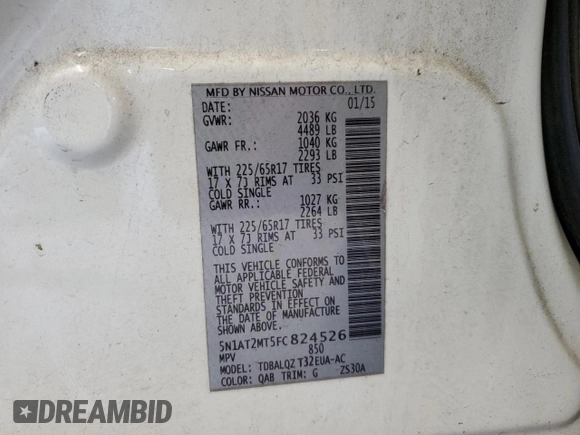 MFD BY NISSAN MOTOR CO., LTD.
DATE: 01/15
GVWR: 2036 KG
4489 LB
GAWR FR.: 1040 KG
2293 LB
WITH 225/65R17 TIRES
17 X 7J RIMS AT 33 PSI
COLD SINGLE
GAWR RR.: 1027 KG
2264 LB
WITH 225/65R17 TIRES
17 X 7J RIMS AT 33 PSI
COLD SINGLE
THIS VEHICLE CONFORMS TO
ALL APPLICABLE FEDERAL
MOTOR VEHICLE SAFETY AND
THEFT PREVENTION
STANDARDS IN EFFECT ON
THE DATE OF MANUFACTURE
SHOWN ABOVE.
5N1AT2MT5FC824526
MPV 850
MODEL: TDBALQZ T32EUA-AC
COLOR: QAB TRIM: G ZS30A
DREAMBID